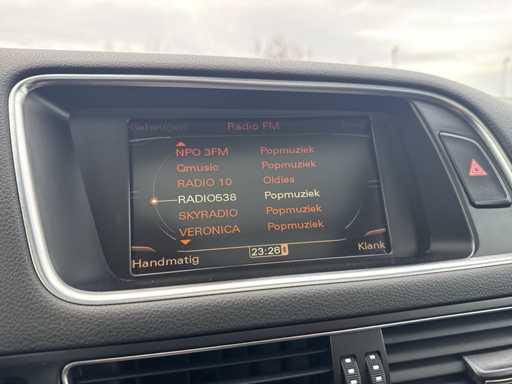 Geheugen Radio FM
NPO 3FM Popmuziek
Qmusic Popmuziek
RADIO 10 Oldies
RADIO538 Popmuziek
SKYRADIO Popmuziek
VERONICA Popmuziek
Handmatig 23:26 Klank